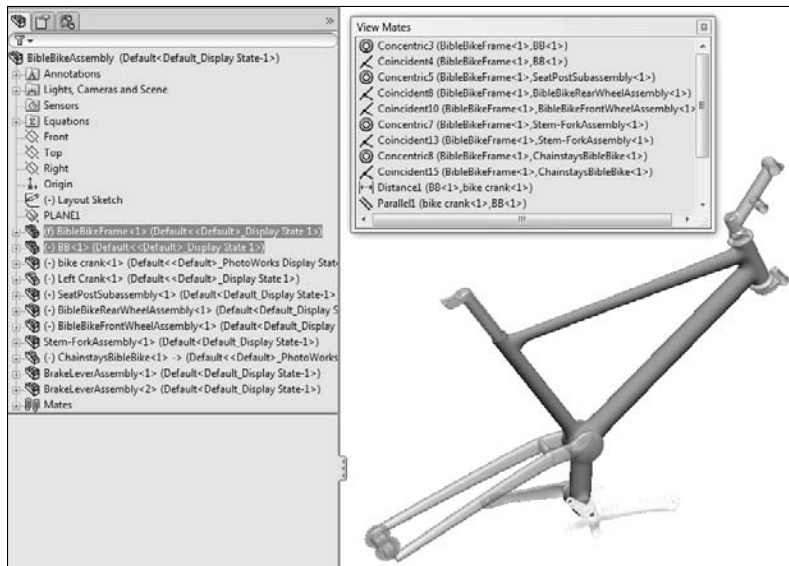 BibleBikeAssembly (Default<Default_Display State-1>)
Annotations
Lights, Cameras and Scene
Sensors
Equations
Front
Top
Right
Origin
(-) Layout Sketch
PLANE1
(f) BibleBikeFrame<1> (Default<<Default>_Display State 1>)
(-) BB<1> (Default<<Default>_Display State 1>)
(-) bike crank<1> (Default<<Default>_PhotoWorks Display State
(-) Left Crank<1> (Default<<Default>_Display State 1>)
(-) SeatPostSubassembly<1> (Default<Default_Display State-1>
(-) BibleBikeRearWheelAssembly<1> (Default<Default_Display S
(-) BibleBikeFrontWheelAssembly<1> (Default<Default_Display
Stem-ForkAssembly<1> (Default<Default_Display State-1>)
(-) ChainstaysBibleBike<1> -> (Default<<Default>_PhotoWorks
BrakeLeverAssembly<1> (Default<Default_Display State-1>)
BrakeLeverAssembly<2> (Default<Default_Display State-1>)
Mates
View Mates
Concentric3 (BibleBikeFrame<1>,BB<1>)
Coincident4 (BibleBikeFrame<1>,BB<1>)
Concentric5 (BibleBikeFrame<1>,SeatPostSubassembly<1>)
Coincident8 (BibleBikeFrame<1>,BibleBikeRearWheelAssembly<1>)
Coincident10 (BibleBikeFrame<1>,BibleBikeFrontWheelAssembly<1>)
Concentric7 (BibleBikeFrame<1>,Stem-ForkAssembly<1>)
Coincident13 (BibleBikeFrame<1>,Stem-ForkAssembly<1>)
Concentric8 (BibleBikeFrame<1>,ChainstaysBibleBike<1>)
Coincident15 (BibleBikeFrame<1>,ChainstaysBibleBike<1>)
Distance1 (BB<1>,bike crank<1>)
Parallel1 (bike crank<1>,BB<1>)